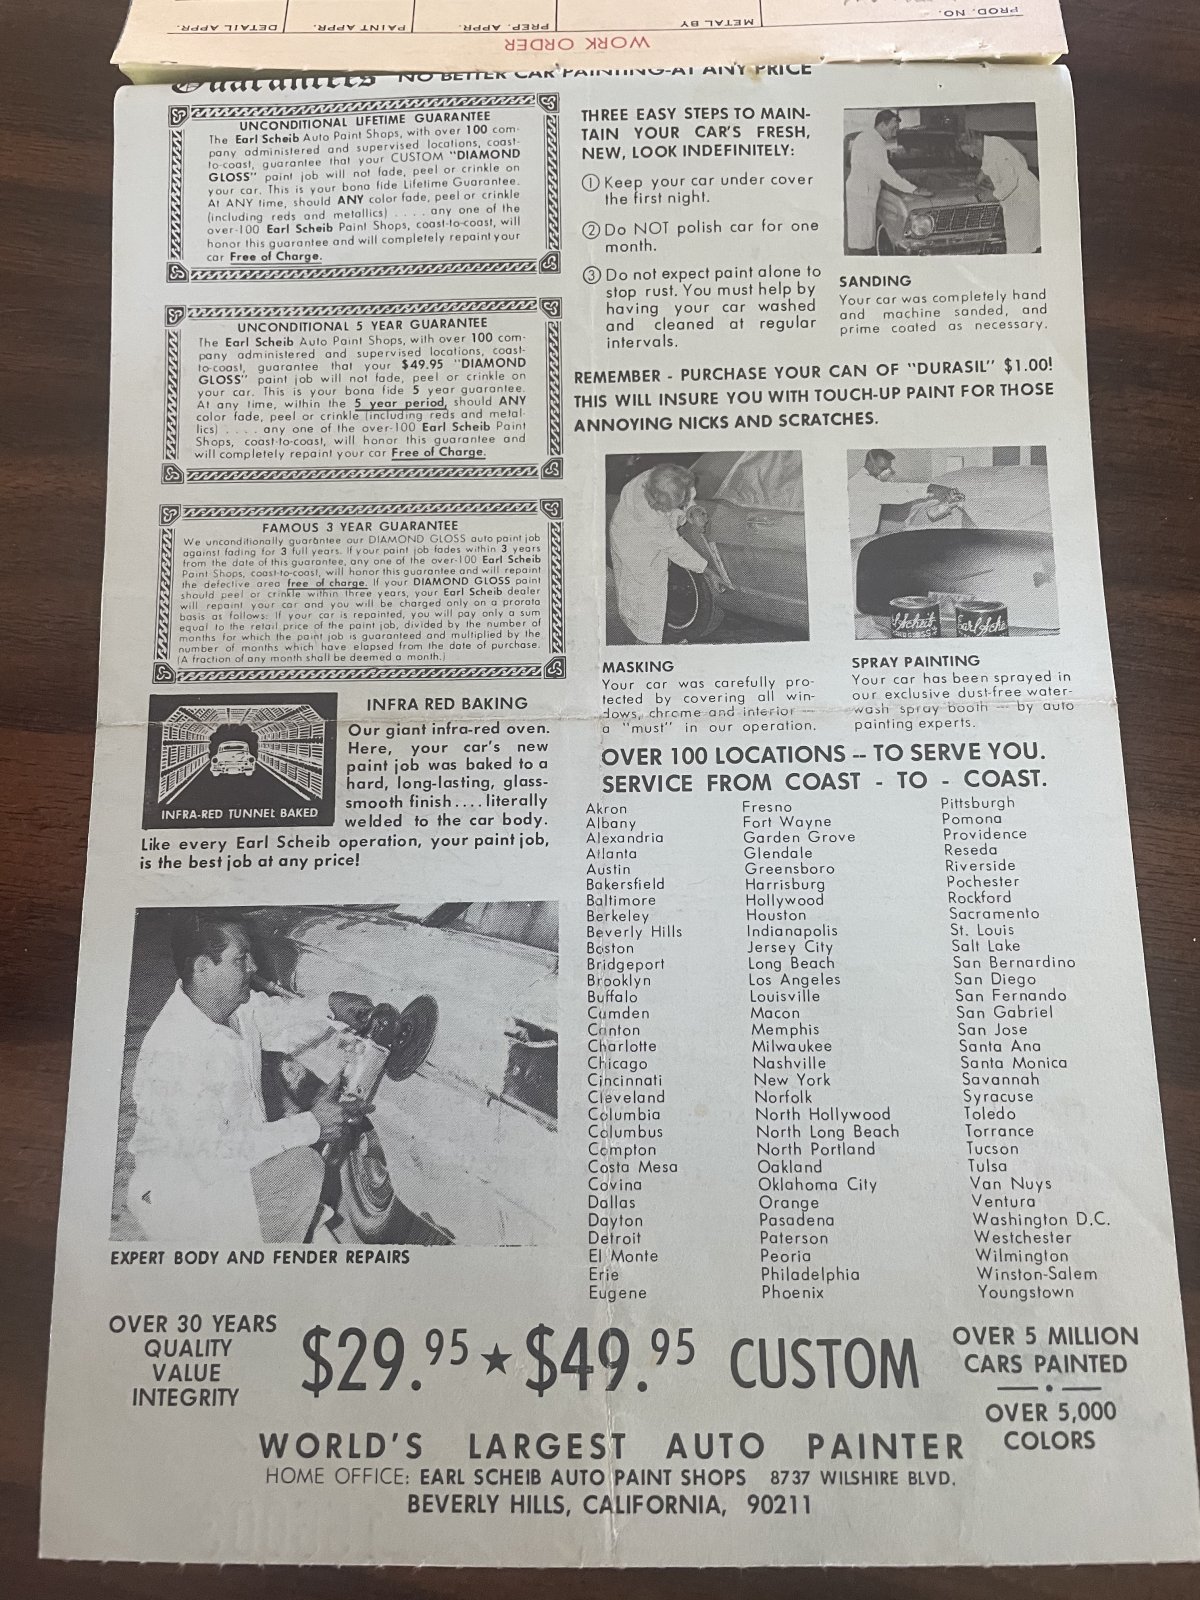 PROD. NO.
METAL BY
PREP. APPR.
PAINT APPR.
DETAIL APPR.
WORK ORDER
Guarantees NO BETTER CAR PAINTING-AT ANY PRICE
UNCONDITIONAL LIFETIME GUARANTEE
The Earl Scheib Auto Paint Shops, with over 100 com-
pany administered and supervised locations, coast-
to-coast, guarantee that your CUSTOM "DIAMOND
GLOSS" paint job will not fade, peel or crinkle on
your car. This is your bona fide Lifetime Guarantee.
At ANY time, should ANY color fade, peel or crinkle
(including reds and metallics) . . . . any one of the
over-100 Earl Scheib Paint Shops, coast-to-coast, will
honor this guarantee and will completely repaint your
car Free of Charge.
UNCONDITIONAL 5 YEAR GUARANTEE
The Earl Scheib Auto Paint Shops, with over 100 com-
pany administered and supervised locations, coast-
to-coast, guarantee that your $49.95 "DIAMOND
GLOSS" paint job will not fade, peel or crinkle on
your car. This is your bona fide 5 year guarantee.
At any time, within the 5 year period, should ANY
color fade, peel or crinkle (including reds and metal-
lics) . . . . any one of the over-100 Earl Scheib Paint
Shops, coast-to-coast, will honor this guarantee and
will completely repaint your car Free of Charge.
FAMOUS 3 YEAR GUARANTEE
We unconditionally guarantee our DIAMOND GLOSS auto paint job
against fading for 3 full years. If your paint job fades within 3 years
from the date of this guarantee, any one of the over-100 Earl Scheib
Paint Shops, coast-to-coast, will honor this guarantee and will repaint
the defective area free of charge. If your DIAMOND GLOSS paint
should peel or crinkle within three years, your Earl Scheib dealer
will repaint your car and you will be charged only on a prorata
basis as follows: If your car is repainted, you will pay only a sum
equal to the retail price of the paint job, divided by the number of
months for which the paint job is guaranteed and multiplied by the
number of months which have elapsed from the date of purchase.
(A fraction of any month shall be deemed a month.)
INFRA-RED TUNNEL BAKED
INFRA RED BAKING
Our giant infra-red oven.
Here, your car's new
paint job was baked to a
hard, long-lasting, glass-
smooth finish . . . . literally
welded to the car body.
Like every Earl Scheib operation, your paint job,
is the best job at any price!
EXPERT BODY AND FENDER REPAIRS
THREE EASY STEPS TO MAIN-
TAIN YOUR CAR'S FRESH,
NEW, LOOK INDEFINITELY:
① Keep your car under cover
the first night.
② Do NOT polish car for one
month.
③ Do not expect paint alone to
stop rust. You must help by
having your car washed
and cleaned at regular
intervals.
SANDING
Your car was completely hand
and machine sanded, and
prime coated as necessary.
REMEMBER - PURCHASE YOUR CAN OF "DURASIL" $1.00!
THIS WILL INSURE YOU WITH TOUCH-UP PAINT FOR THOSE
ANNOYING NICKS AND SCRATCHES.
MASKING
Your car was carefully pro-
tected by covering all win-
dows, chrome and interior --
a "must" in our operation.
SPRAY PAINTING
Your car has been sprayed in
our exclusive dust-free water-
wash spray booth -- by auto
painting experts.
OVER 100 LOCATIONS -- TO SERVE YOU.
SERVICE FROM COAST - TO - COAST.
Akron
Albany
Alexandria
Atlanta
Austin
Bakersfield
Baltimore
Berkeley
Beverly Hills
Boston
Bridgeport
Brooklyn
Buffalo
Camden
Canton
Charlotte
Chicago
Cincinnati
Cleveland
Columbia
Columbus
Compton
Costa Mesa
Covina
Dallas
Dayton
Detroit
El Monte
Erie
Eugene
Fresno
Fort Wayne
Garden Grove
Glendale
Greensboro
Harrisburg
Hollywood
Houston
Indianapolis
Jersey City
Long Beach
Los Angeles
Louisville
Macon
Memphis
Milwaukee
Nashville
New York
Norfolk
North Hollywood
North Long Beach
North Portland
Oakland
Oklahoma City
Orange
Pasadena
Paterson
Peoria
Philadelphia
Phoenix
Pittsburgh
Pomona
Providence
Reseda
Riverside
Pochester
Rockford
Sacramento
St. Louis
Salt Lake
San Bernardino
San Diego
San Fernando
San Gabriel
San Jose
Santa Ana
Santa Monica
Savannah
Syracuse
Toledo
Torrance
Tucson
Tulsa
Van Nuys
Ventura
Washington D.C.
Westchester
Wilmington
Winston-Salem
Youngstown
OVER 30 YEARS
QUALITY
VALUE
INTEGRITY
$29.95 ★ $49.95 CUSTOM
OVER 5 MILLION
CARS PAINTED
OVER 5,000
COLORS
WORLD'S LARGEST AUTO PAINTER
HOME OFFICE: EARL SCHEIB AUTO PAINT SHOPS 8737 WILSHIRE BLVD.
BEVERLY HILLS, CALIFORNIA, 90211